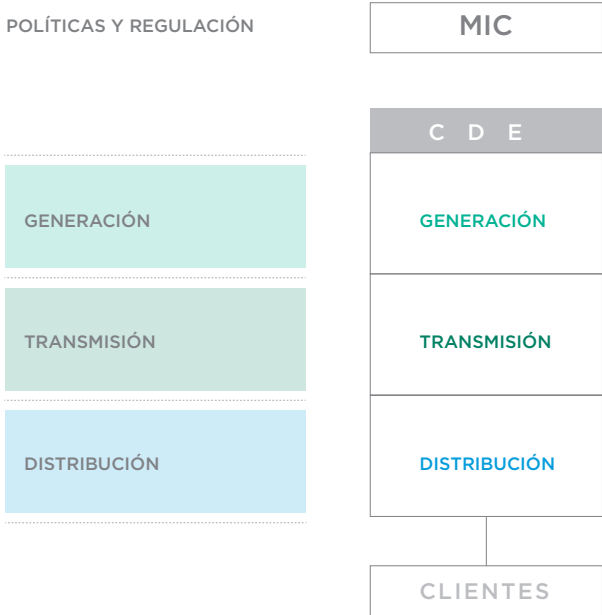 POLÍTICAS Y REGULACIÓN
MIC
C D E
GENERACIÓN
GENERACIÓN
TRANSMISIÓN
TRANSMISIÓN
DISTRIBUCIÓN
DISTRIBUCIÓN
CLIENTES